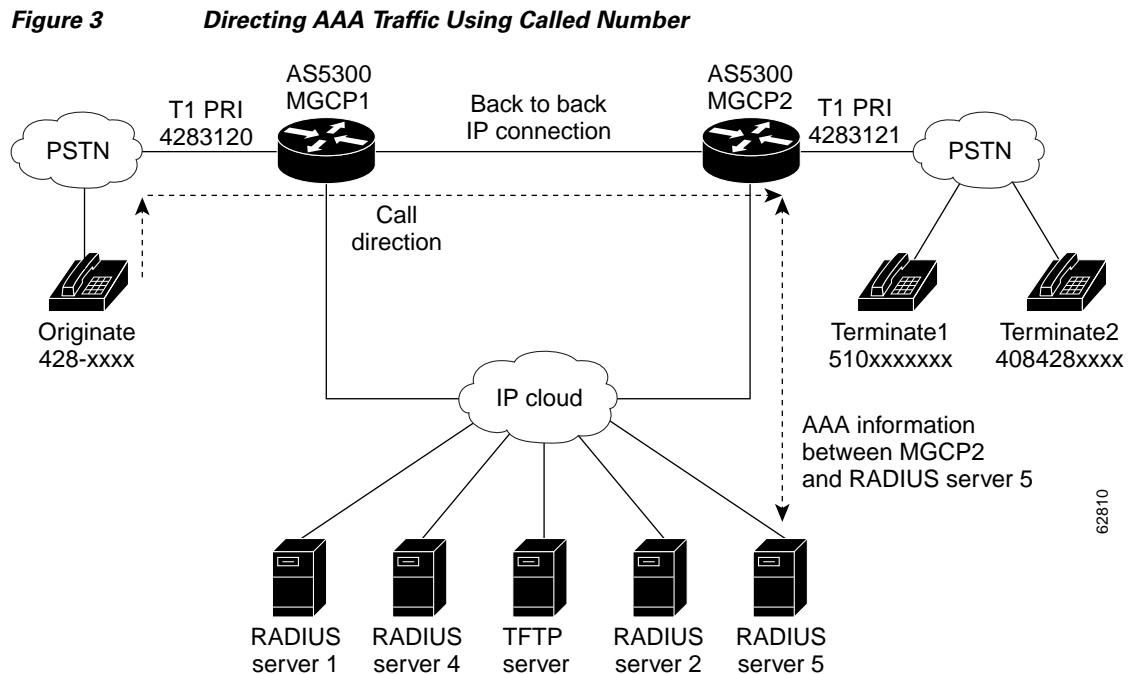 Figure 3 Directing AAA Traffic Using Called Number
AS5300
MGCP1
AS5300
MGCP2
T1 PRI
4283120
Back to back
IP connection
T1 PRI
4283121
PSTN
PSTN
Call
direction
Originate
428-xxxx
Terminate1
510xxxxxxx
Terminate2
408428xxxx
IP cloud
AAA information
between MGCP2
and RADIUS server 5
62810
RADIUS
server 1
RADIUS
server 4
TFTP
server
RADIUS
server 2
RADIUS
server 5